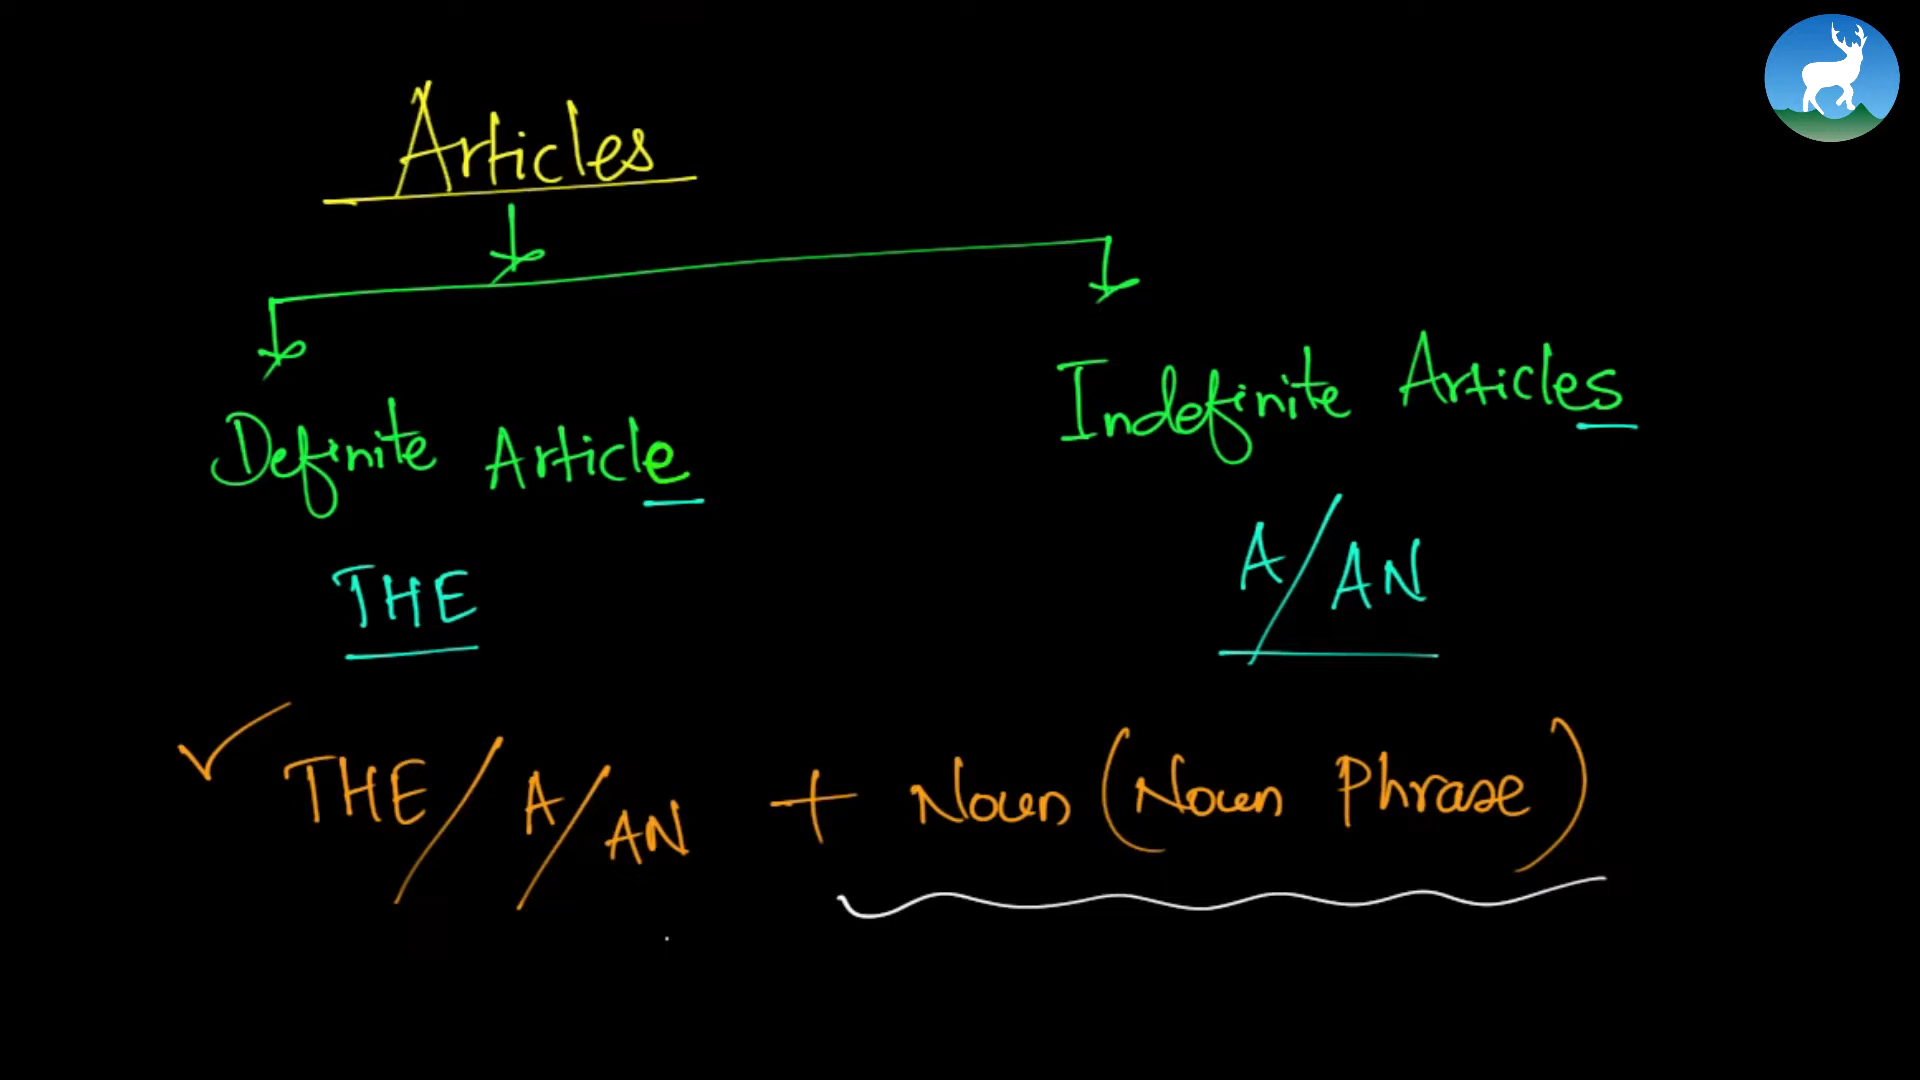 Articles
Definite Article
Indefinite Articles
THE
A/AN
THE/A/AN + Noun (Noun Phrase)